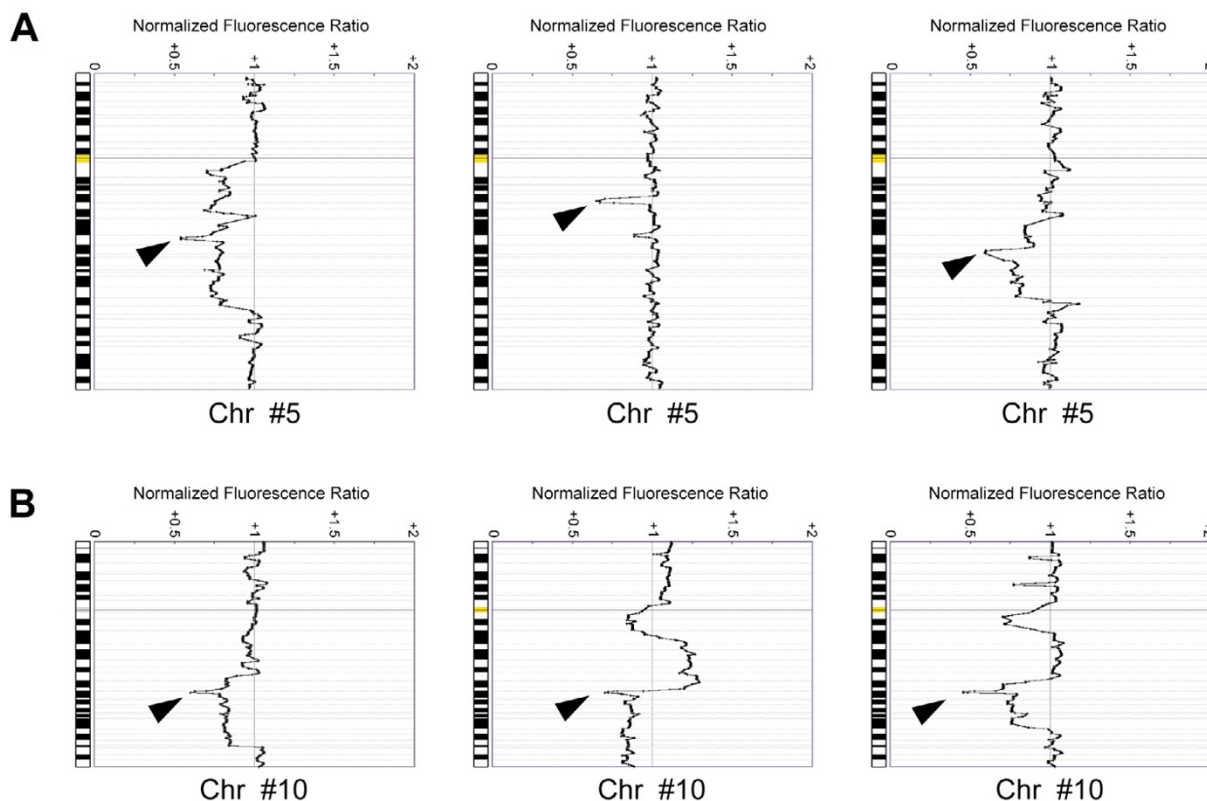 A
Normalized Fluorescence Ratio
Normalized Fluorescence Ratio
Normalized Fluorescence Ratio
0 +0.5 +1 +1.5 +2
0 +0.5 +1 +1.5 +2
0 +0.5 +1 +1.5 +2
Chr #5
Chr #5
Chr #5
B
Normalized Fluorescence Ratio
Normalized Fluorescence Ratio
Normalized Fluorescence Ratio
0 +0.5 +1 +1.5 +2
0 +0.5 +1 +1.5 +2
0 +0.5 +1 +1.5 +2
Chr #10
Chr #10
Chr #10